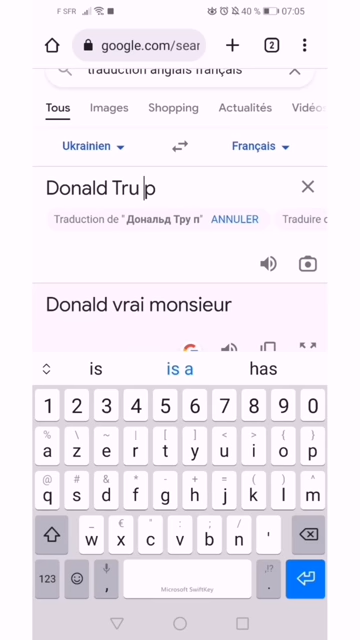 F SFR 40 % 07:05
google.com/sear 2
traduction anglais français
Tous Images Shopping Actualités Vidéos
Ukrainien Français
Donald Tru p
Traduction de "Дональд Тру п" ANNULER Traduire d
Donald vrai monsieur
is is a has
1 2 3 4 5 6 7 8 9 0
% \ ~ | [ ] < > { }
a z e r t y u i o p
@ # & * - + = ( ) ^
q s d f g h j k l m
_ € " : ; / 
w x c v b n '
123 , Microsoft SwiftKey ,!? .